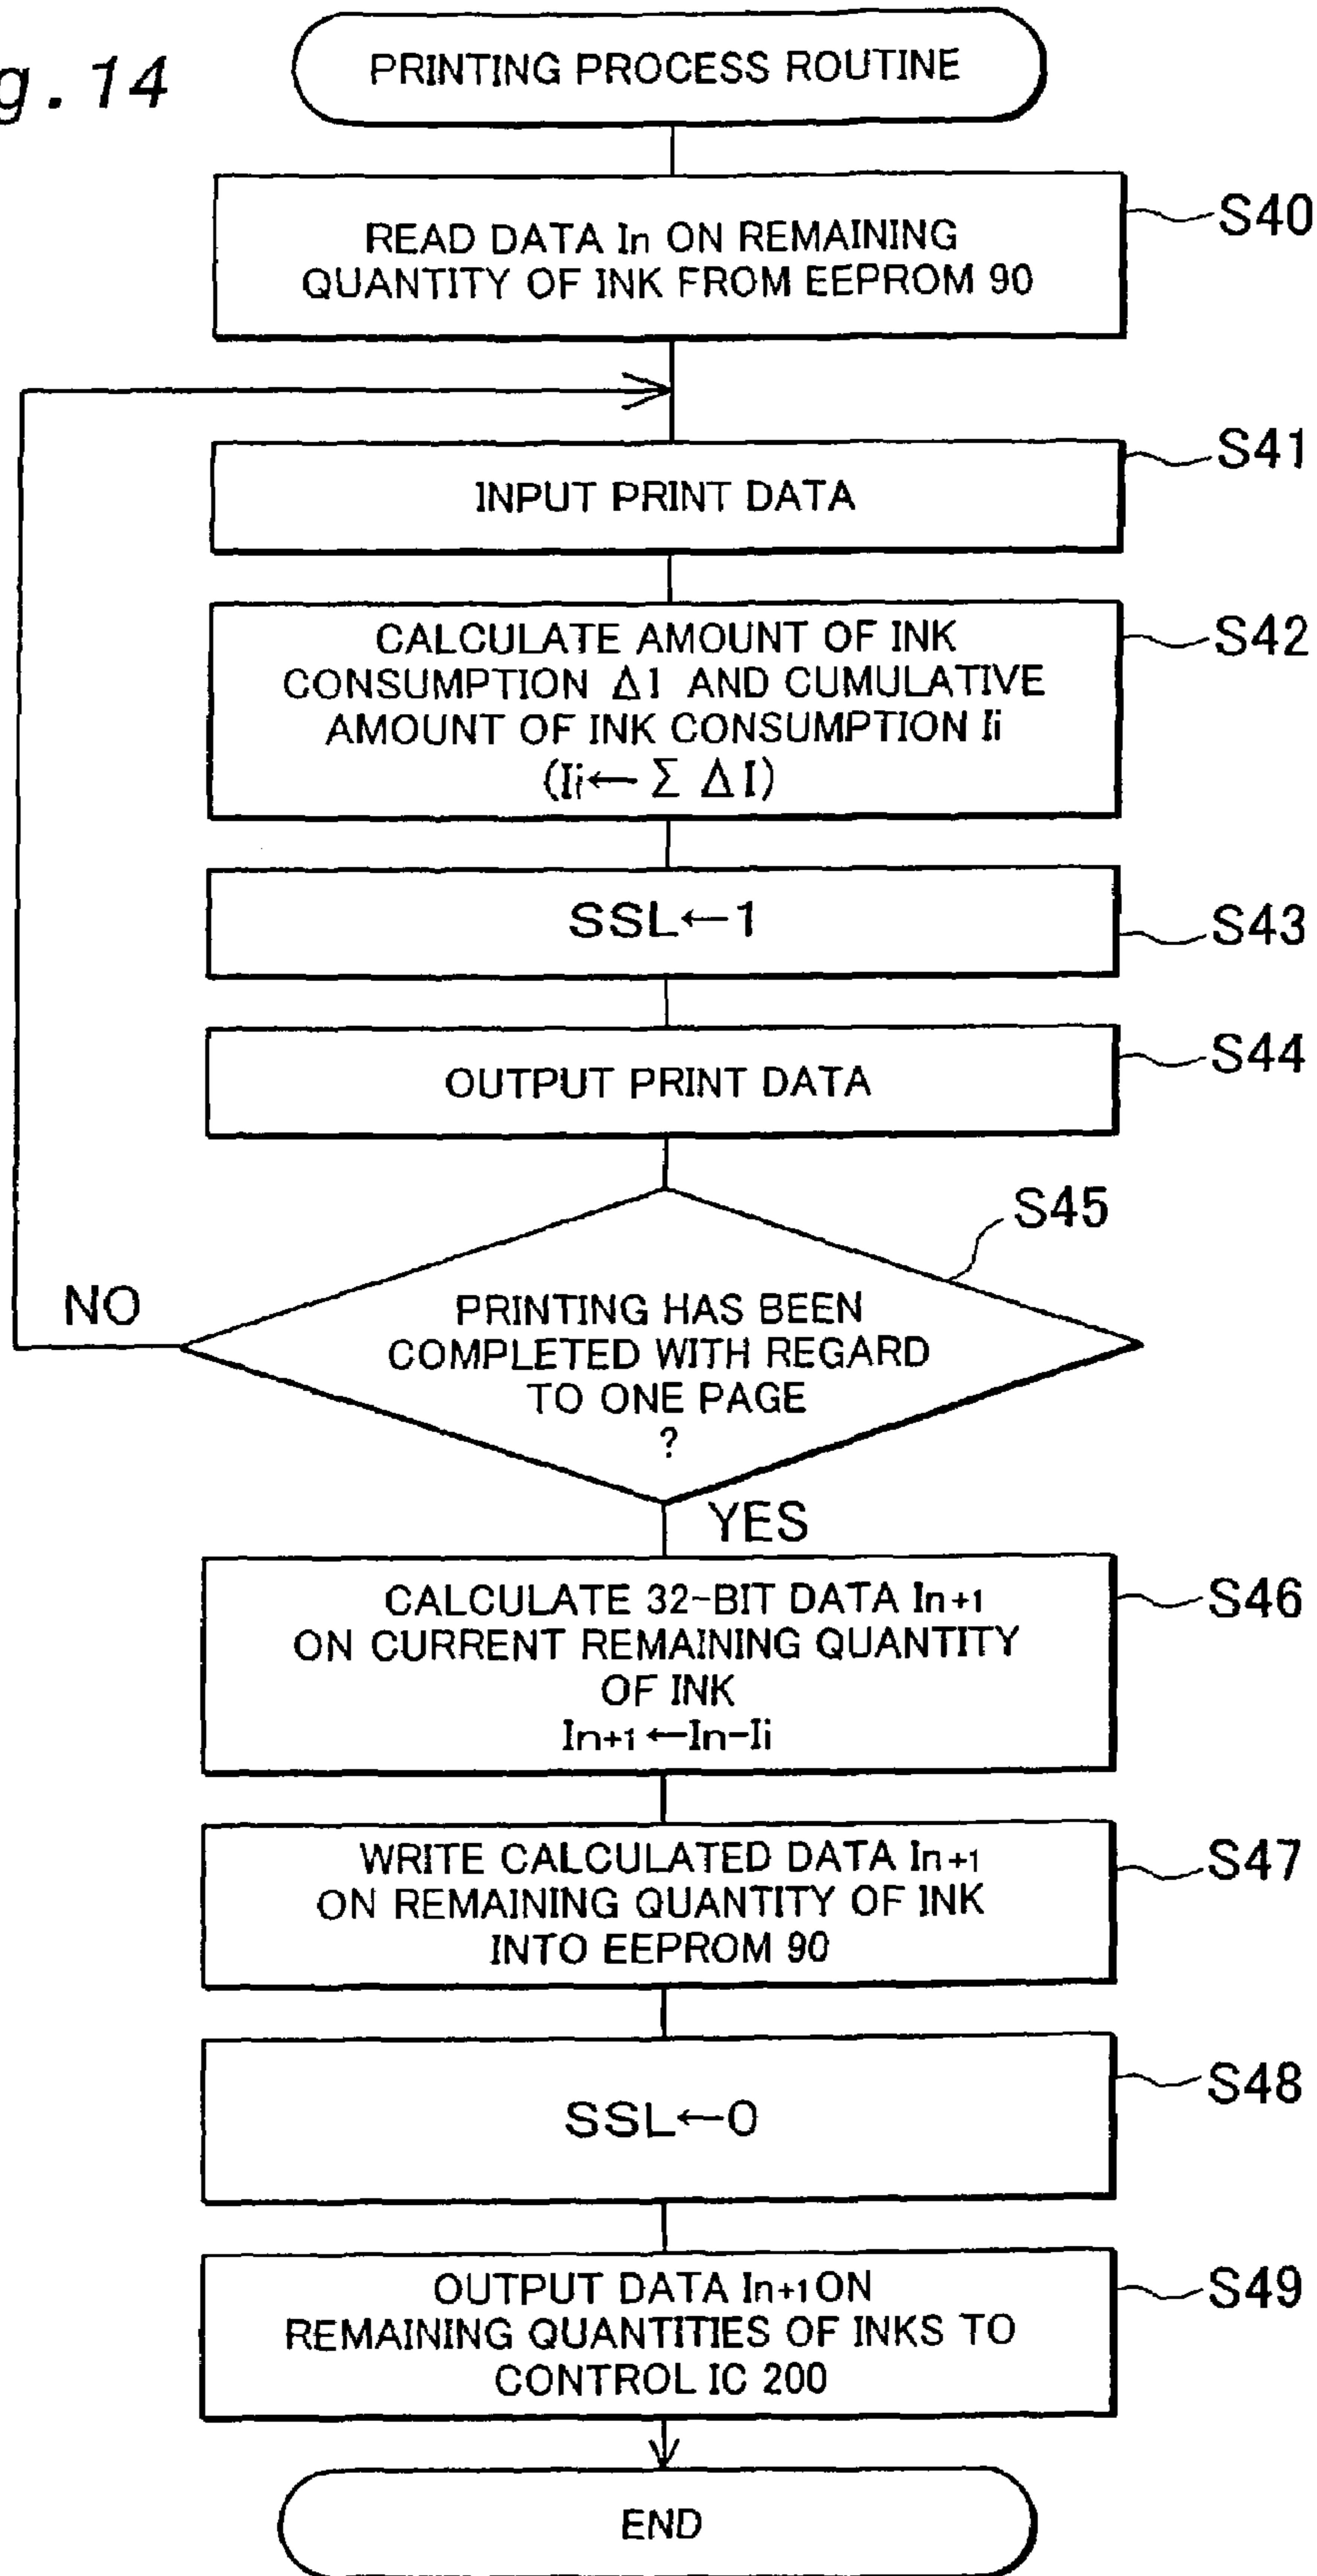 g. 14
PRINTING PROCESS ROUTINE
READ DATA In ON REMAINING
QUANTITY OF INK FROM EEPROM 90
S40
INPUT PRINT DATA
S41
CALCULATE AMOUNT OF INK
CONSUMPTION Δ1 AND CUMULATIVE
AMOUNT OF INK CONSUMPTION Ii
(Ii← Σ ΔI)
S42
SSL←1
S43
OUTPUT PRINT DATA
S44
S45
NO
PRINTING HAS BEEN
COMPLETED WITH REGARD
TO ONE PAGE
?
YES
CALCULATE 32-BIT DATA In+1
ON CURRENT REMAINING QUANTITY
OF INK
In+1 ←In-Ii
S46
WRITE CALCULATED DATA In+1
ON REMAINING QUANTITY OF INK
INTO EEPROM 90
S47
SSL←0
S48
OUTPUT DATA In+1 ON
REMAINING QUANTITIES OF INKS TO
CONTROL IC 200
S49
END